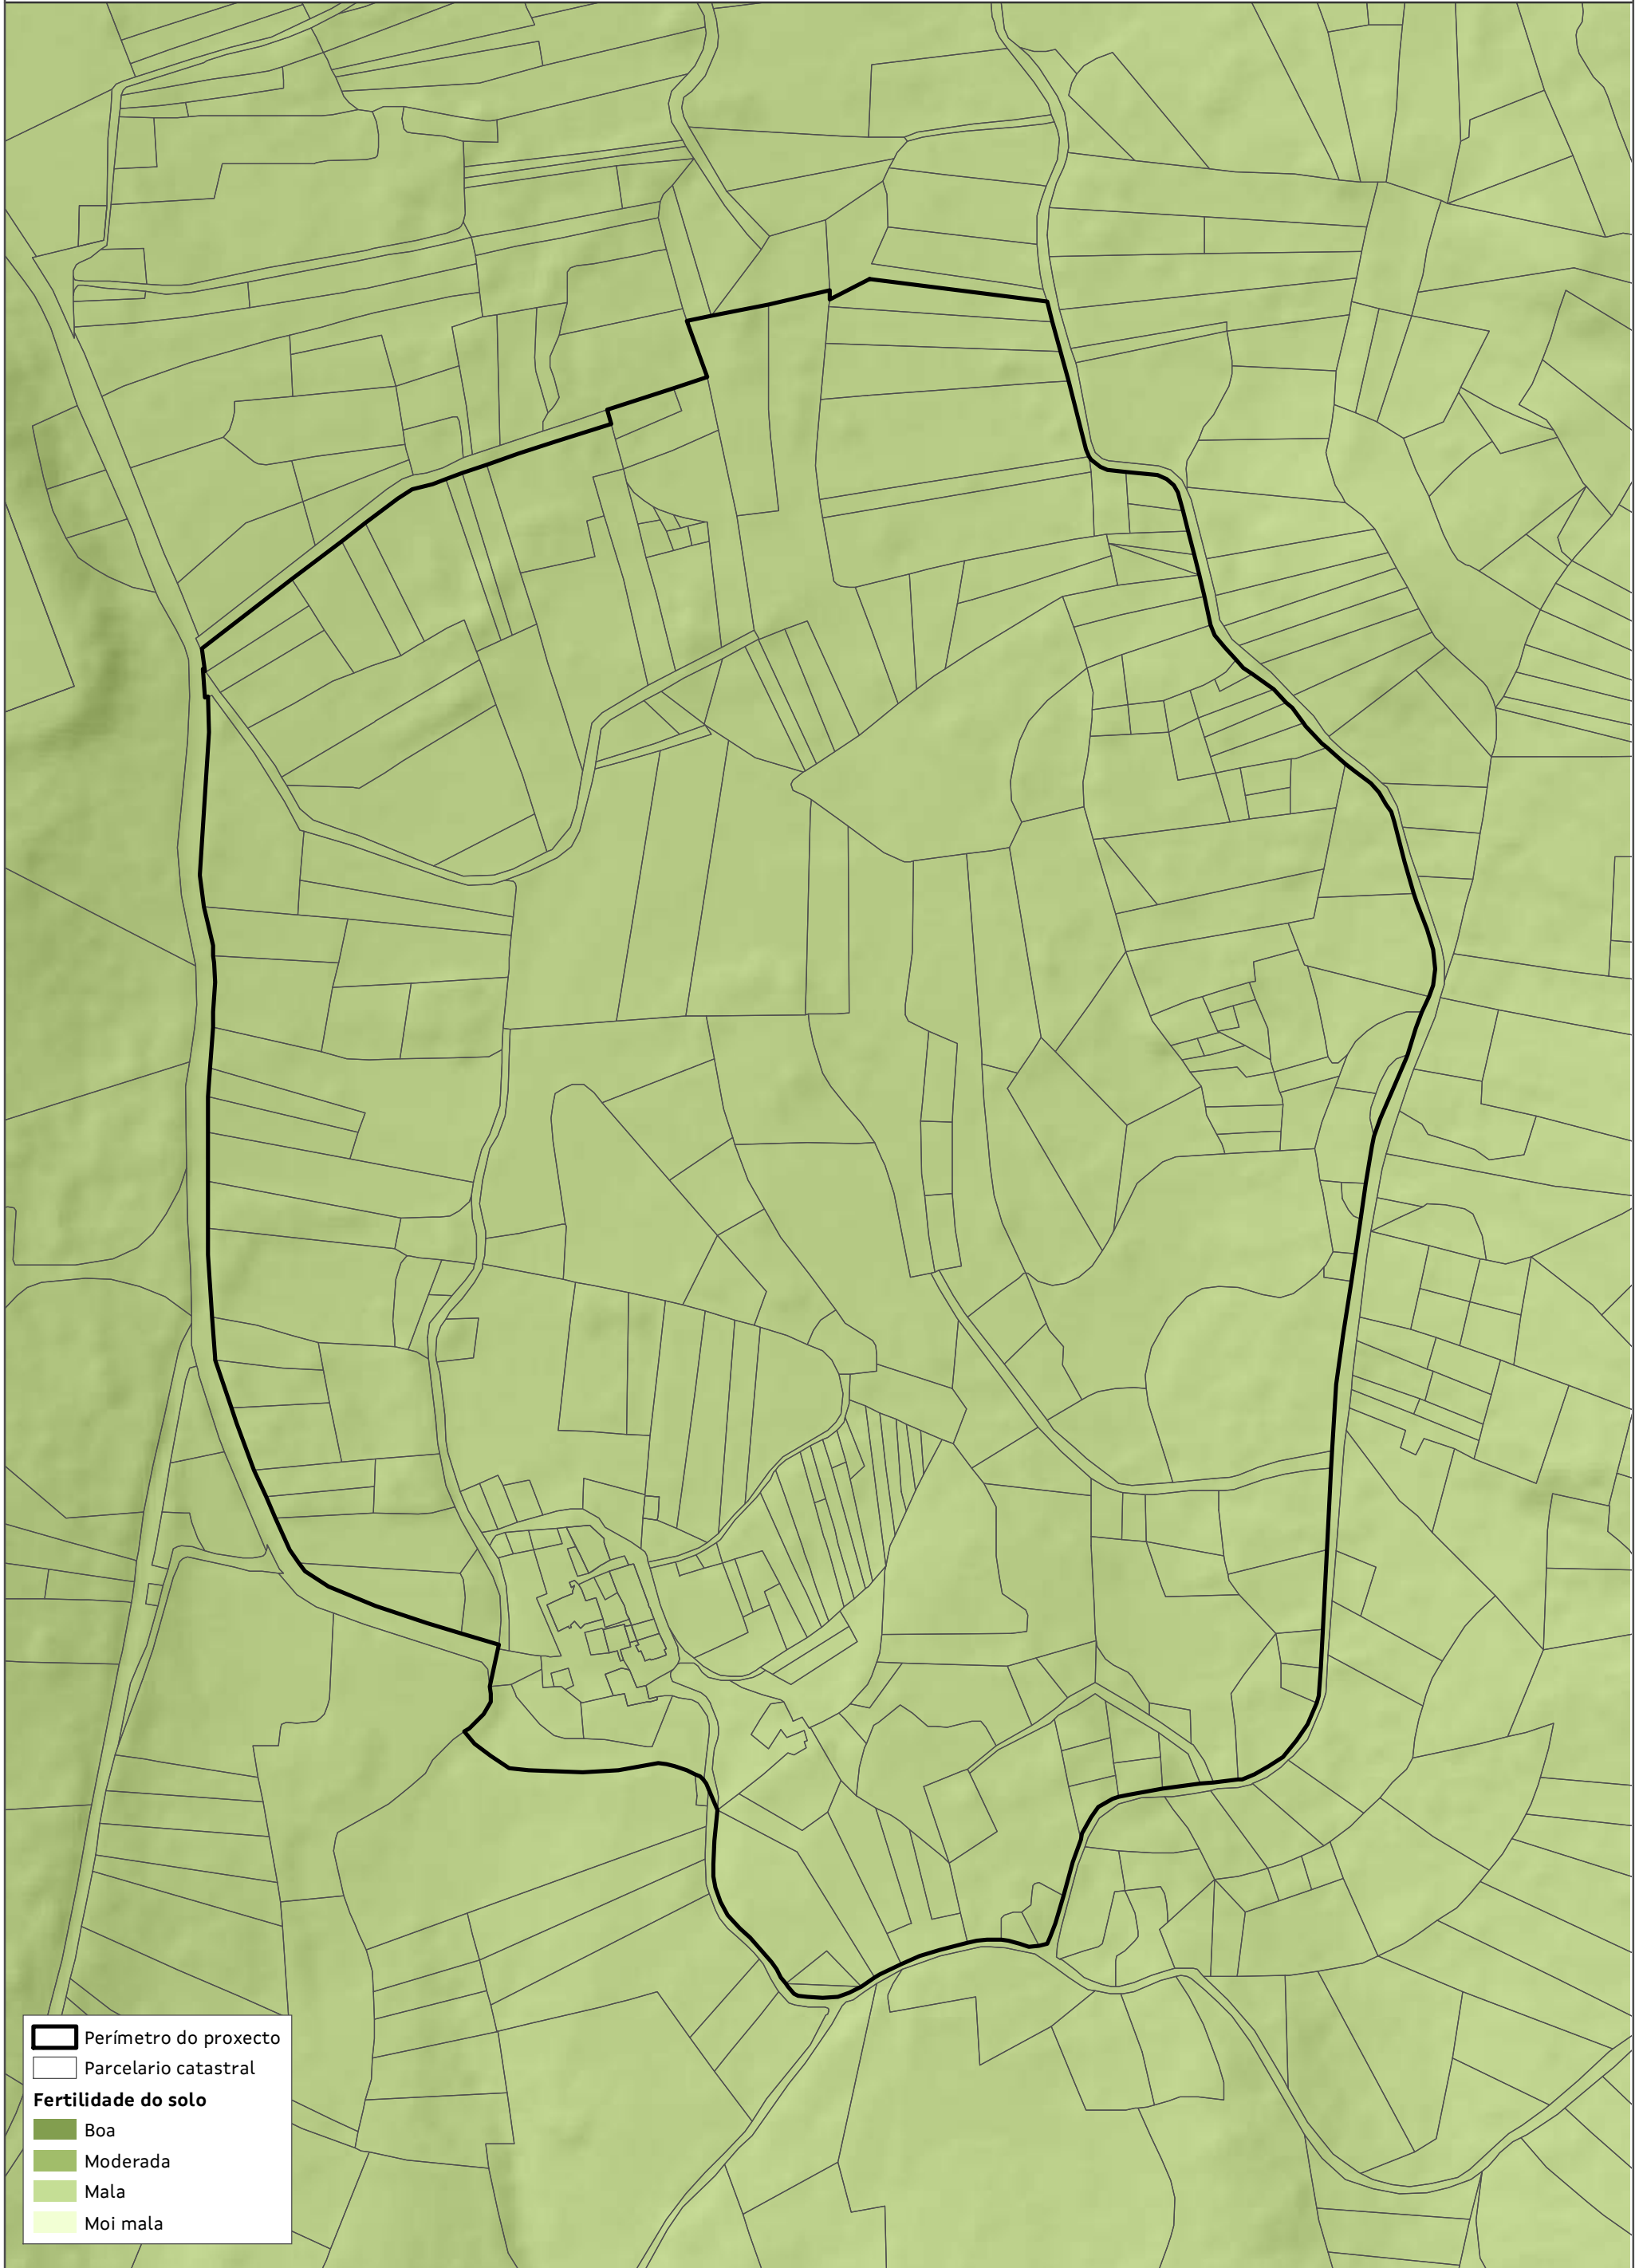 Perímetro do proxecto
Parcelario catastral
Fertilidade do solo
Boa
Moderada
Mala
Moi mala